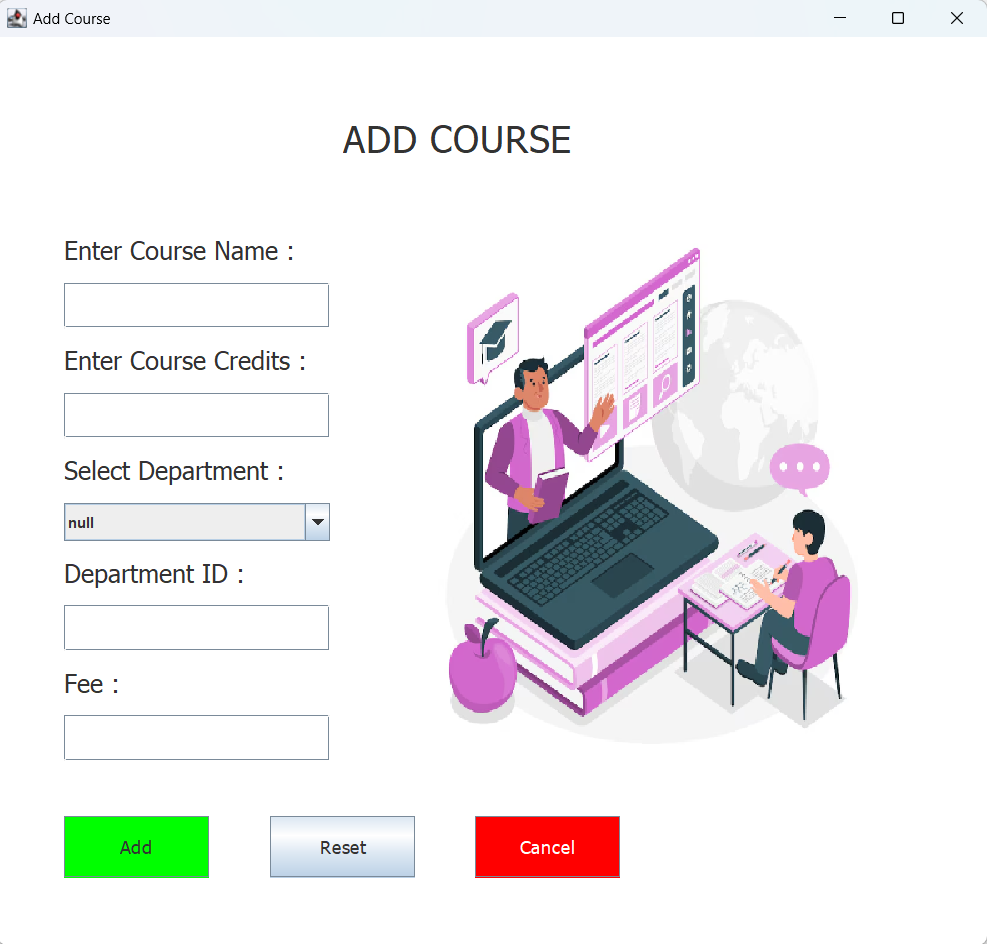 Add Course
ADD COURSE
Enter Course Name :
Enter Course Credits :
Select Department :
null
Department ID :
Fee :
Add
Reset
Cancel